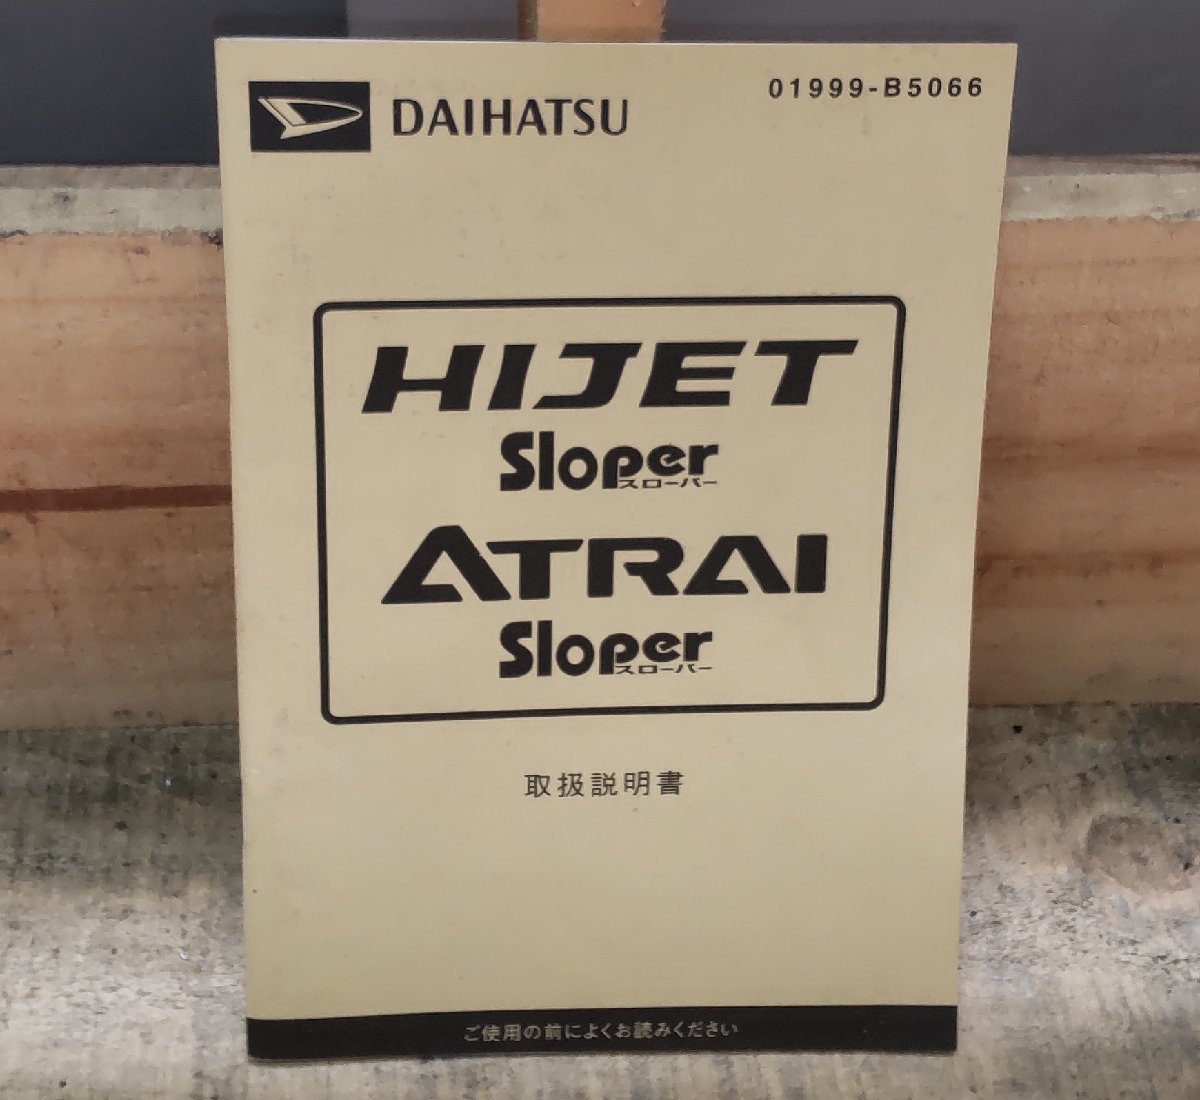 DAIHATSU
01999-B5066
HIJET
Sloper
スローパー
ATRAI
Sloper
スローパー
取扱説明書
ご使用の前によくお読みください